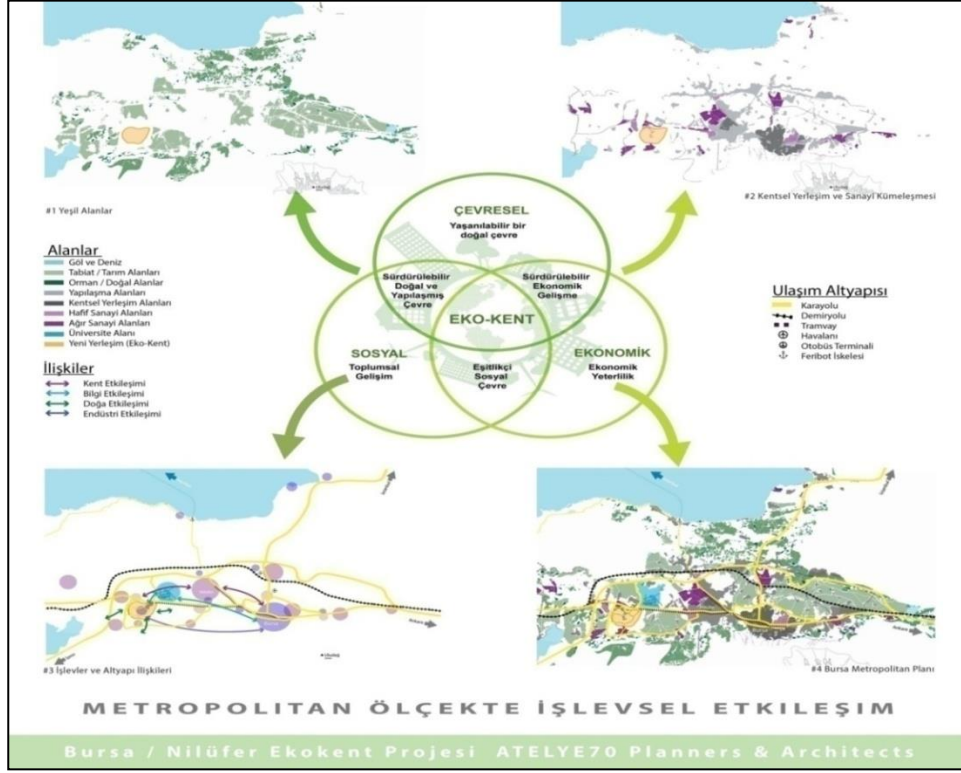 #1 Yeşil Alanlar
#2 Kentsel Yerleşim ve Sanayi Kümeleşmesi
ÇEVRESEL
Yaşanılabilir bir
doğal çevre
Sürdürülebilir
Doğal ve
Yapılaşmış
Çevre
Sürdürülebilir
Ekonomik
Gelişme
EKO-KENT
SOSYAL
Toplumsal
Gelişim
Eşitlikçi
Sosyal
Çevre
EKONOMİK
Ekonomik
Yeterlilik
Alanlar
Göl ve Deniz
Tabiat / Tarım Alanları
Orman / Doğal Alanlar
Yapılaşma Alanları
Kentsel Yerleşim Alanları
Hafif Sanayi Alanları
Ağır Sanayi Alanları
Üniversite Alanı
Yeni Yerleşim (Eko-Kent)
İlişkiler
Kent Etkileşimi
Bilgi Etkileşimi
Doğa Etkileşimi
Endüstri Etkileşimi
Ulaşım Altyapısı
Karayolu
Demiryolu
Tramvay
Havalanı
Otobüs Terminali
Feribot İskelesi
#3 İşlevler ve Altyapı İlişkileri
#4 Bursa Metropolitan Planı
METROPOLITAN ÖLÇEKTE İŞLEVSEL ETKİLEŞİM
Bursa / Nilüfer Ekokent Projesi ATELYE70 Planners & Architects